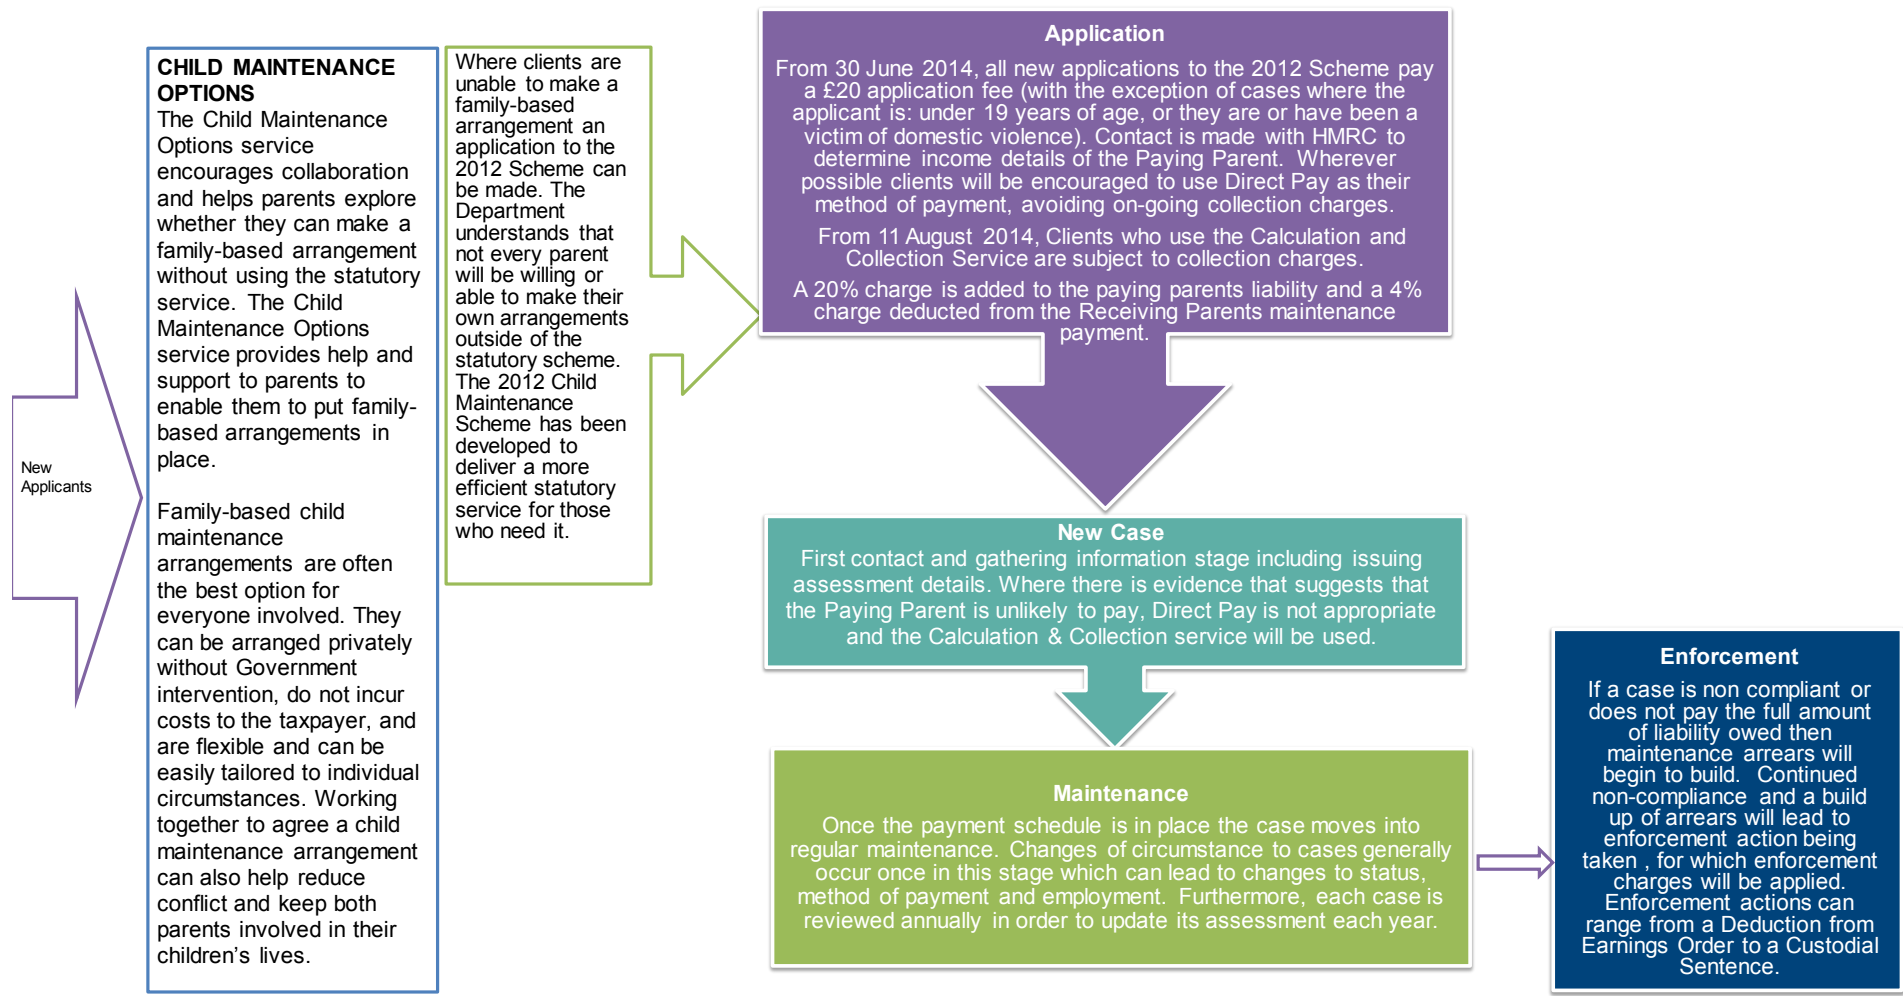 New
Applicants
CHILD MAINTENANCE
OPTIONS
The Child Maintenance
Options service
encourages collaboration
and helps parents explore
whether they can make a
family-based arrangement
without using the statutory
service. The Child
Maintenance Options
service provides help and
support to parents to
enable them to put family-
based arrangements in
place.
Family-based child
maintenance
arrangements are often
the best option for
everyone involved. They
can be arranged privately
without Government
intervention, do not incur
costs to the taxpayer, and
are flexible and can be
easily tailored to individual
circumstances. Working
together to agree a child
maintenance arrangement
can also help reduce
conflict and keep both
parents involved in their
children's lives.
Where clients are
unable to make a
family-based
arrangement an
application to the
2012 Scheme can
be made. The
Department
understands that
not every parent
will be willing or
able to make their
own arrangements
outside of the
statutory scheme.
The 2012 Child
Maintenance
Scheme has been
developed to
deliver a more
efficient statutory
service for those
who need it.
Application
From 30 June 2014, all new applications to the 2012 Scheme pay
a £20 application fee (with the exception of cases where the
applicant is: under 19 years of age, or they are or have been a
victim of domestic violence). Contact is made with HMRC to
determine income details of the Paying Parent. Wherever
possible clients will be encouraged to use Direct Pay as their
method of payment, avoiding on-going collection charges.
From 11 August 2014, Clients who use the Calculation and
Collection Service are subject to collection charges.
A 20% charge is added to the paying parents liability and a 4%
charge deducted from the Receiving Parents maintenance
payment.
New Case
First contact and gathering information stage including issuing
assessment details. Where there is evidence that suggests that
the Paying Parent is unlikely to pay, Direct Pay is not appropriate
and the Calculation & Collection service will be used.
Maintenance
Once the payment schedule is in place the case moves into
regular maintenance. Changes of circumstance to cases generally
occur once in this stage which can lead to changes to status,
method of payment and employment. Furthermore, each case is
reviewed annually in order to update its assessment each year.
Enforcement
If a case is non compliant or
does not pay the full amount
of liability owed then
maintenance arrears will
begin to build. Continued
non-compliance and a build
up of arrears will lead to
enforcement action being
taken , for which enforcement
charges will be applied.
Enforcement actions can
range from a Deduction from
Earnings Order to a Custodial
Sentence.